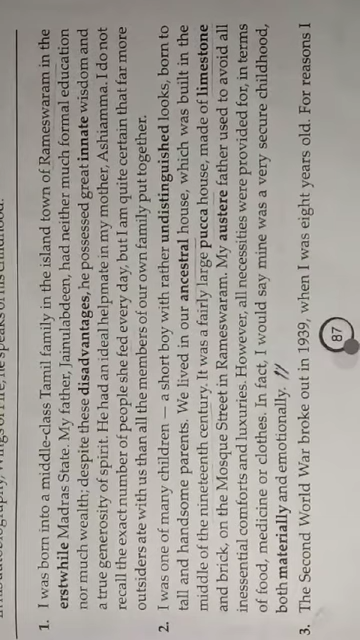 his autobiography, Wings of Fire, he speaks of his childhood.
1. I was born into a middle-class Tamil family in the island town of Rameswaram in the
erstwhile Madras State. My father, Jainulabdeen, had neither much formal education
nor much wealth; despite these disadvantages, he possessed great innate wisdom and
a true generosity of spirit. He had an ideal helpmate in my mother, Ashiamma. I do not
recall the exact number of people she fed every day, but I am quite certain that far more
outsiders ate with us than all the members of our own family put together.
2. I was one of many children — a short boy with rather undistinguished looks, born to
tall and handsome parents. We lived in our ancestral house, which was built in the
middle of the nineteenth century. It was a fairly large pucca house, made of limestone
and brick, on the Mosque Street in Rameswaram. My austere father used to avoid all
inessential comforts and luxuries. However, all necessities were provided for, in terms
of food, medicine or clothes. In fact, I would say mine was a very secure childhood,
both materially and emotionally. //
3. The Second World War broke out in 1939, when I was eight years old. For reasons I
87